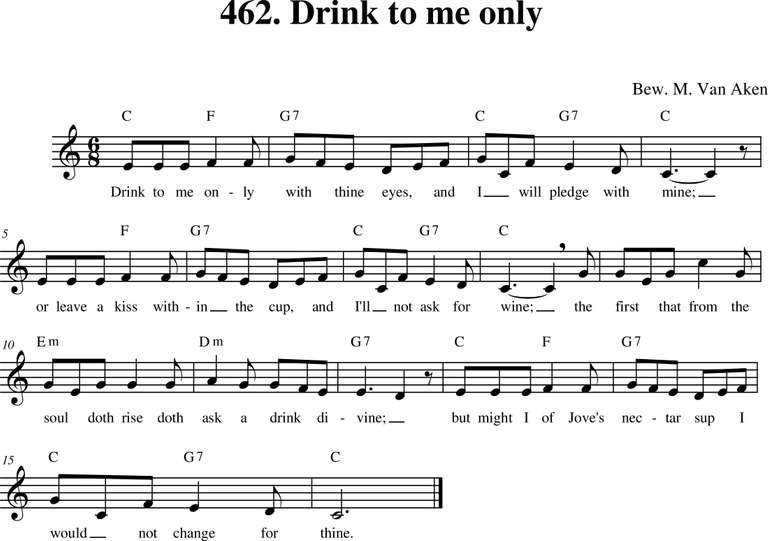 462. Drink to me only
Bew. M. Van Aken
C F G7 C G7 C
6
8
Drink to me on - ly with thine eyes, and I will pledge with mine;
5 F G7 C G7 C
or leave a kiss with - in the cup, and I'll not ask for wine; the first that from the
10 Em Dm G7 C F G7
soul doth rise doth ask a drink di - vine; but might I of Jove's nec - tar sup I
15 C G7 C
would not change for thine.